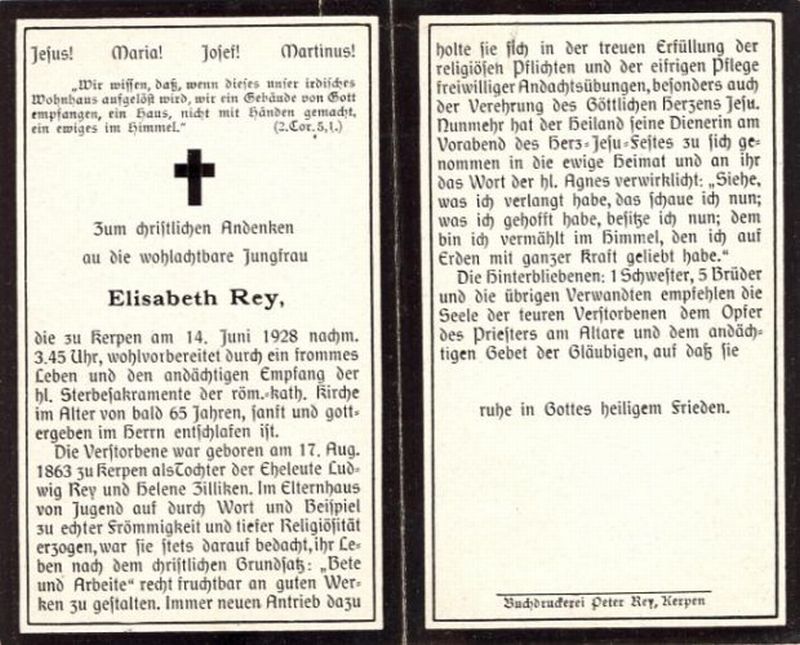 Jesus! Maria! Josef! Martinus!
„Wir wissen, daß, wenn dieses unser irdisches
Wohnhaus aufgelöst wird, wir ein Gebäude von Gott
empfangen, ein Haus, nicht mit Händen gemacht,
ein ewiges im Himmel.“ (2. Cor. 5,1.)
Zum christlichen Andenken
an die wohlachtbare Jungfrau
Elisabeth Rey,
die zu Kerpen am 14. Juni 1928 nachm.
3.45 Uhr, wohlvorbereitet durch ein frommes
Leben und den andächtigen Empfang der
hl. Sterbesakramente der röm.-kath. Kirche
im Alter von bald 65 Jahren, sanft und gott-
ergeben im Herrn entschlafen ist.
Die Verstorbene war geboren am 17. Aug.
1863 zu Kerpen als Tochter der Eheleute Lud-
wig Rey und Helene Zilliken. Im Elternhaus
von Jugend auf durch Wort und Beispiel
zu echter Frömmigkeit und tiefer Religiösität
erzogen, war sie stets darauf bedacht, ihr Le-
ben nach dem christlichen Grundsatz: „Bete
und Arbeite“ recht fruchtbar an guten Wer-
ken zu gestalten. Immer neuen Antrieb dazu
holte sie sich in der treuen Erfüllung der
religiösen Pflichten und der eifrigen Pflege
freiwilliger Andachtsübungen, besonders auch
der Verehrung des Göttlichen Herzens Jesu.
Nunmehr hat der Heiland seine Dienerin am
Vorabend des Herz-Jesu-Festes zu sich ge-
nommen in die ewige Heimat und an ihr
das Wort der hl. Agnes verwirklicht: „Siehe,
was ich verlangt habe, das schaue ich nun;
was ich gehofft habe, besitze ich nun; dem
bin ich vermählt im Himmel, den ich auf
Erden mit ganzer Kraft geliebt habe.“
Die Hinterbliebenen: 1 Schwester, 5 Brüder
und die übrigen Verwandten empfehlen die
Seele der teuren Verstorbenen dem Opfer
des Priesters am Altare und dem andäch-
tigen Gebet der Gläubigen, auf daß sie
ruhe in Gottes heiligem Frieden.
Buchdruckerei Peter Rey, Kerpen